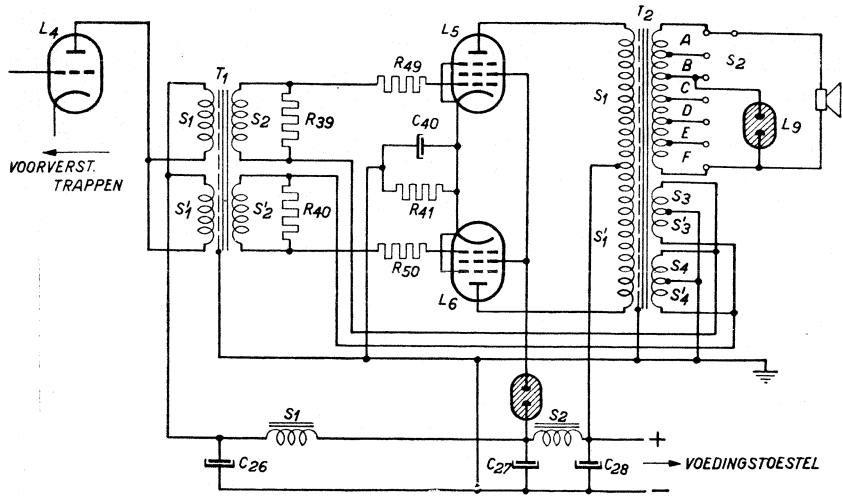 L4
L5
T2
A
B
C
D
E
F
S2
L9
T1
R49
S1
S2
R39
C40
S1
VOORVERST.
TRAPPEN
S'1
S'2
R40
R41
S'1
S3
S'3
R50
L6
S4
S'4
S1
S2
+
C26
C27
C28
VOEDINGSTOESTEL
−